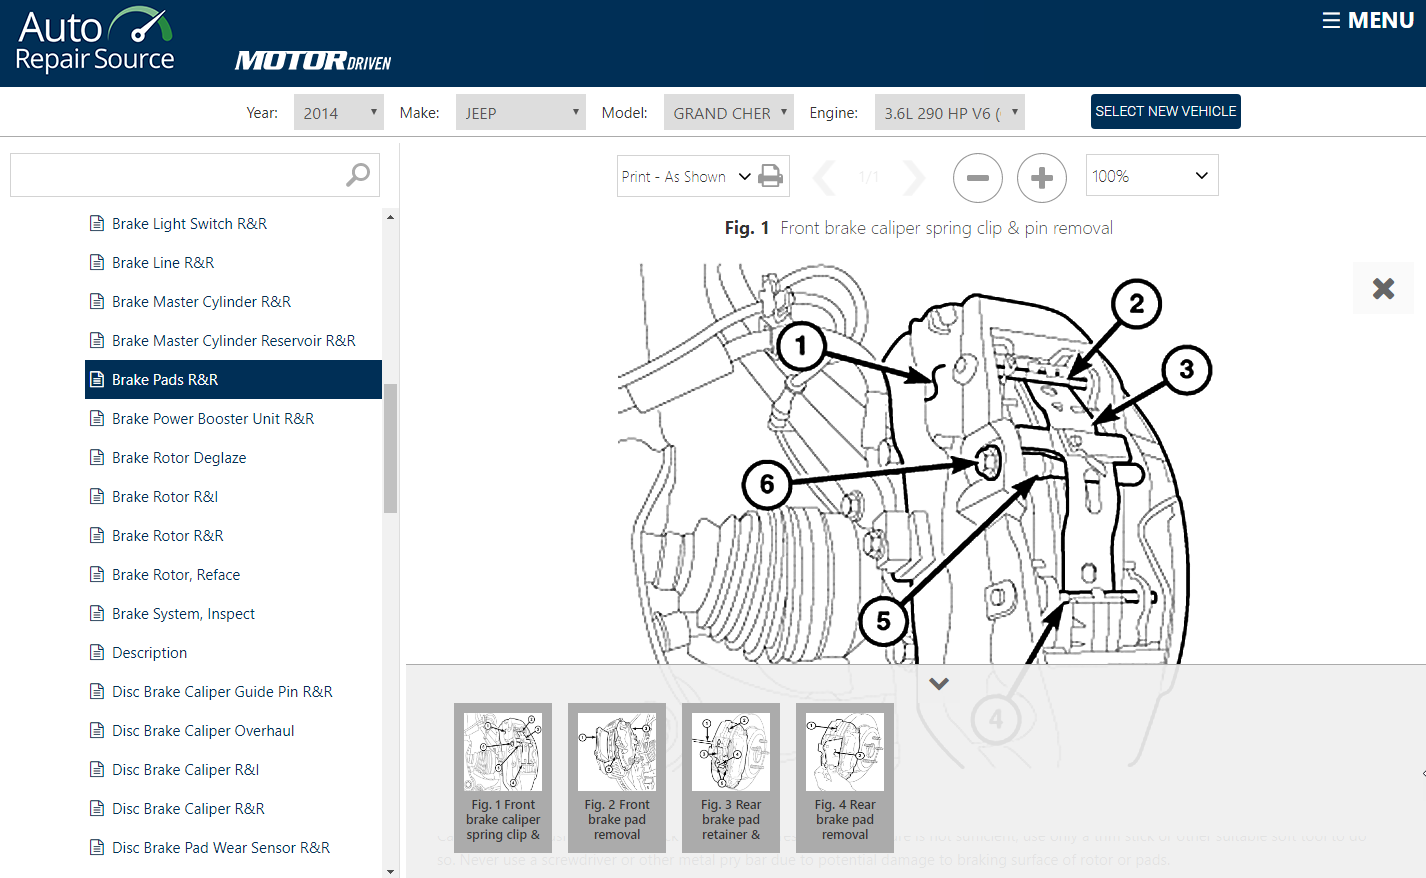 Auto
Repair Source
MOTOR DRIVEN
☰ MENU
Year: 2014 Make: JEEP Model: GRAND CHER Engine: 3.6L 290 HP V6 ( SELECT NEW VEHICLE
Print - As Shown 1/1 100%
Brake Light Switch R&R
Brake Line R&R
Brake Master Cylinder R&R
Brake Master Cylinder Reservoir R&R
Brake Pads R&R
Brake Power Booster Unit R&R
Brake Rotor Deglaze
Brake Rotor R&I
Brake Rotor R&R
Brake Rotor, Reface
Brake System, Inspect
Description
Disc Brake Caliper Guide Pin R&R
Disc Brake Caliper Overhaul
Disc Brake Caliper R&I
Disc Brake Caliper R&R
Disc Brake Pad Wear Sensor R&R
Fig. 1 Front brake caliper spring clip & pin removal
2
1
3
6
5
4
Fig. 1 Front
brake caliper
spring clip &
Fig. 2 Front
brake pad
removal
Fig. 3 Rear
brake pad
retainer &
Fig. 4 Rear
brake pad
removal
is not sufficient, use only a thin stick or other suitable soft tool to do
so. Never use a screwdriver or other metal pry bar due to potential damage to braking surface of rotor or pads.